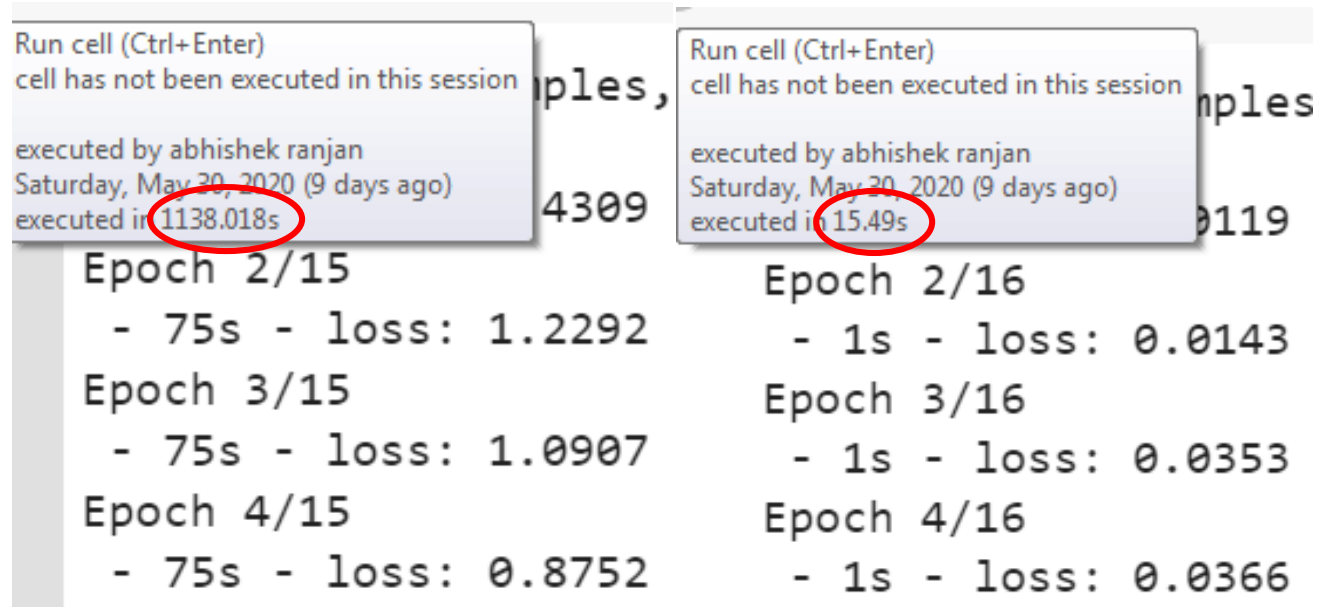 Run cell (Ctrl+Enter)
cell has not been executed in this session
executed by abhishek ranjan
Saturday, May 30, 2020 (9 days ago)
executed in 1138.018s
4309
Epoch 2/15
- 75s - loss: 1.2292
Epoch 3/15
- 75s - loss: 1.0907
Epoch 4/15
- 75s - loss: 0.8752
Run cell (Ctrl+Enter)
cell has not been executed in this session
executed by abhishek ranjan
Saturday, May 30, 2020 (9 days ago)
executed in 15.49s
0119
Epoch 2/16
- 1s - loss: 0.0143
Epoch 3/16
- 1s - loss: 0.0353
Epoch 4/16
- 1s - loss: 0.0366